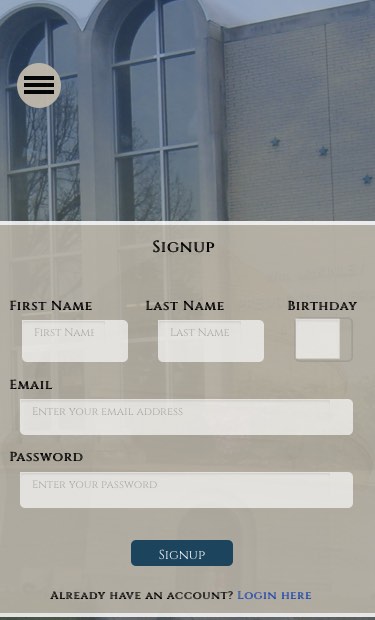 Signup
First Name Last Name Birthday
First Name Last Name
Email
Enter your email address
Password
Enter your password
Signup
Already have an account? Login here